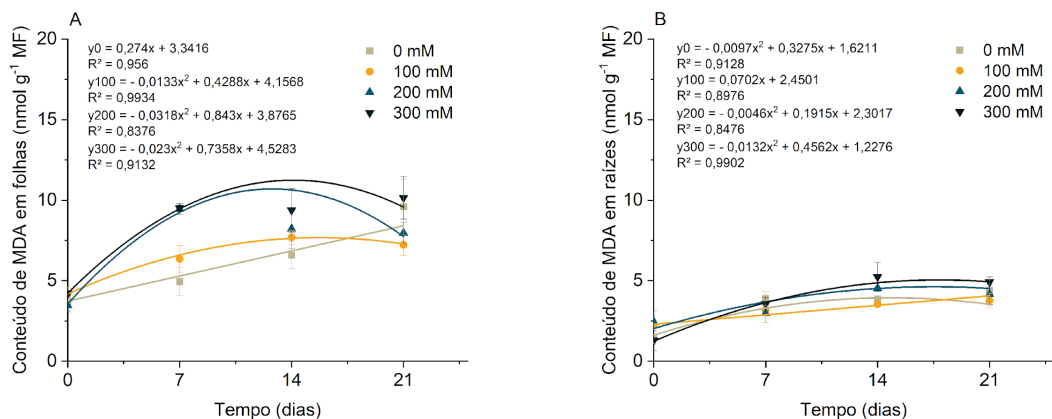 A
Conteúdo de MDA em folhas (nmol g⁻¹ MF)
20
15
10
5
0
y0 = 0,274x + 3,3416
R² = 0,956
y100 = - 0,0133x² + 0,4288x + 4,1568
R² = 0,9934
y200 = - 0,0318x² + 0,843x + 3,8765
R² = 0,8376
y300 = - 0,023x² + 0,7358x + 4,5283
R² = 0,9132
0 mM
100 mM
200 mM
300 mM
0 7 14 21
Tempo (dias)
B
Conteúdo de MDA em raízes (nmol g⁻¹ MF)
20
15
10
5
0
y0 = - 0,0097x² + 0,3275x + 1,6211
R² = 0,9128
y100 = 0,0702x + 2,4501
R² = 0,8976
y200 = - 0,0046x² + 0,1915x + 2,3017
R² = 0,8476
y300 = - 0,0132x² + 0,4562x + 1,2276
R² = 0,9902
0 mM
100 mM
200 mM
300 mM
0 7 14 21
Tempo (dias)